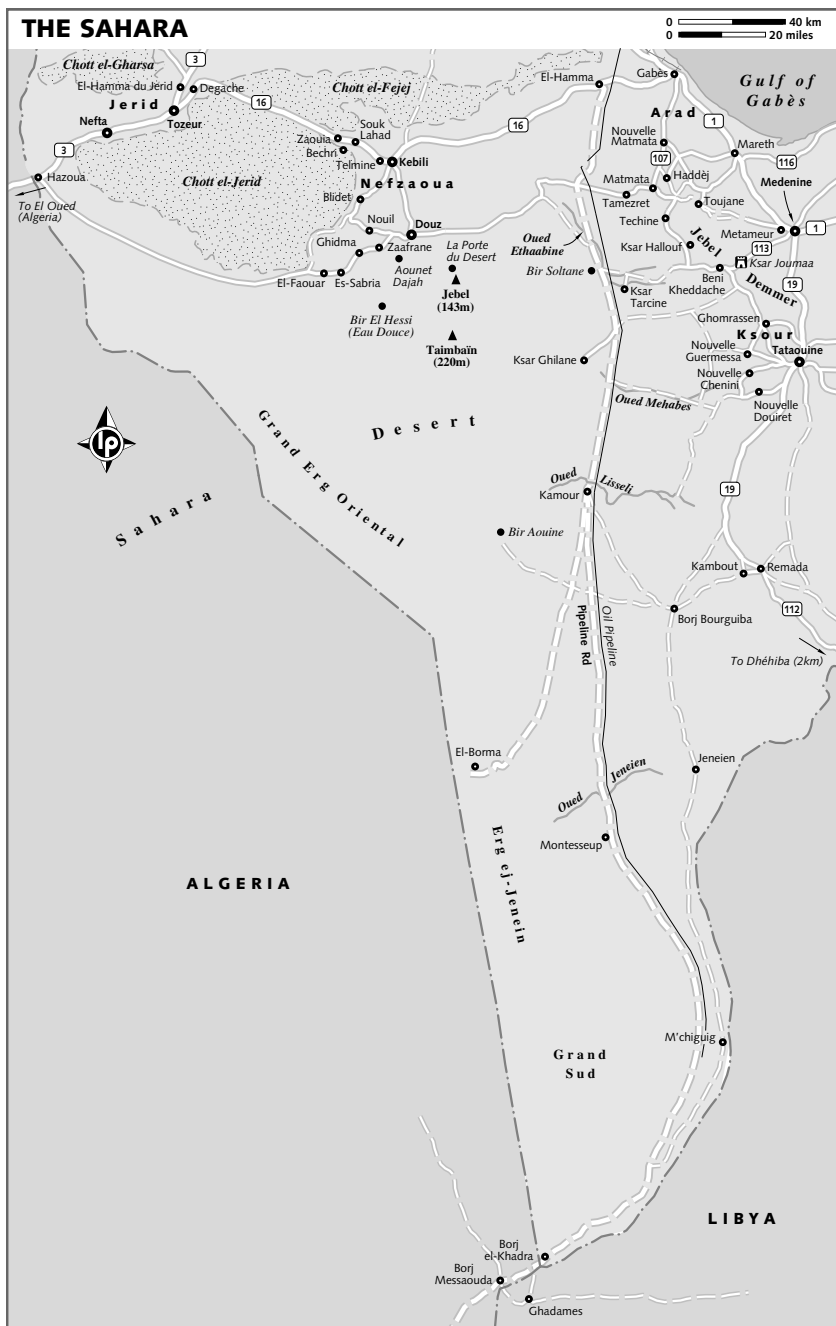 THE SAHARA
0 40 km
0 20 miles
Chott el-Gharsa
3
El-Hamma du Jerid
Degache
Jerid
Nefta
Tozeur
3
Hazoua
To El Oued
(Algeria)
16
Chott el-Fejej
Chott el-Jerid
Souk
Lahad
Zaouia
Bechri
Telmine
Kebili
Nefzaoua
Blidet
Nouil
Douz
Ghidma
Zaafrane
El-Faouar
Es-Sabria
Aounet
Dajah
La Porte
du Desert
Jebel
(143m)
Bir El Hessi
(Eau Douce)
Taimbaïn
(220m)
El-Hamma
16
Gabès
Gulf of
Gabès
Arad
1
Nouvelle
Matmata
107
Mareth
116
Haddèj
Matmata
Tamezret
Toujane
Medenine
Techine
Metameur
1
113
Oued
Ethaabine
Jebel
Ksar Hallouf
Ksar Joumaa
Bir Soltane
Beni
Kheddache
Demmer
19
Ksar
Tarcine
Ghomrassen
Ksour
Nouvelle
Guermessa
Tataouine
Ksar Ghilane
Nouvelle
Chenini
Oued Mehabes
Nouvelle
Douiret
lp
Desert
Grand Erg Oriental
Sahara
Oued Lisseli
Kamour
19
Bir Aouine
Kambout
Remada
112
Borj Bourguiba
Pipeline Rd
Oil Pipeline
To Dhéhiba (2km)
El-Borma
Jeneien
Oued Jeneien
Montesseup
Erg ej-Jenein
ALGERIA
M'chiguig
Grand
Sud
LIBYA
Borj
el-Khadra
Borj
Messaouda
Ghadames